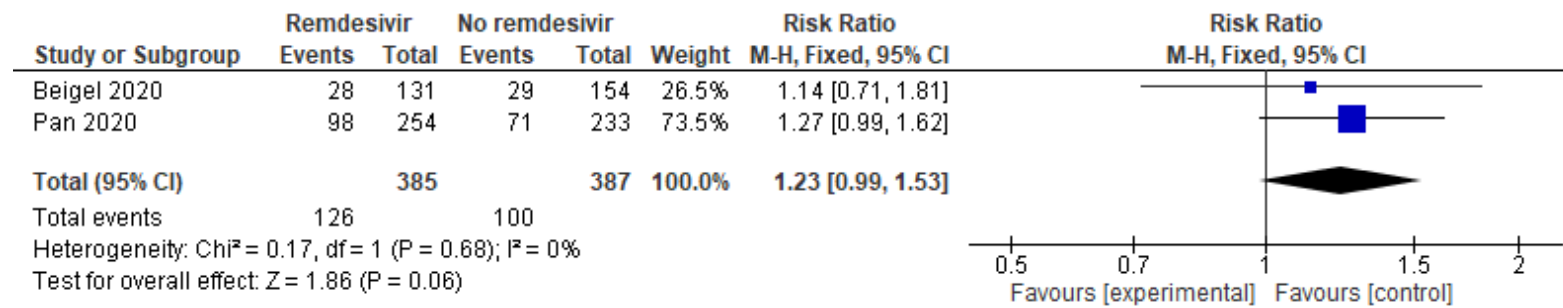 Remdesivir No remdesivir Risk Ratio Risk Ratio
Study or Subgroup Events Total Events Total Weight M-H, Fixed, 95% CI M-H, Fixed, 95% CI
Beigel 2020 28 131 29 154 26.5% 1.14 [0.71, 1.81]
Pan 2020 98 254 71 233 73.5% 1.27 [0.99, 1.62]
Total (95% CI) 385 387 100.0% 1.23 [0.99, 1.53]
Total events 126 100
Heterogeneity: Chi² = 0.17, df = 1 (P = 0.68); I² = 0%
Test for overall effect: Z = 1.86 (P = 0.06)
0.5 0.7 1 1.5 2
Favours [experimental] Favours [control]